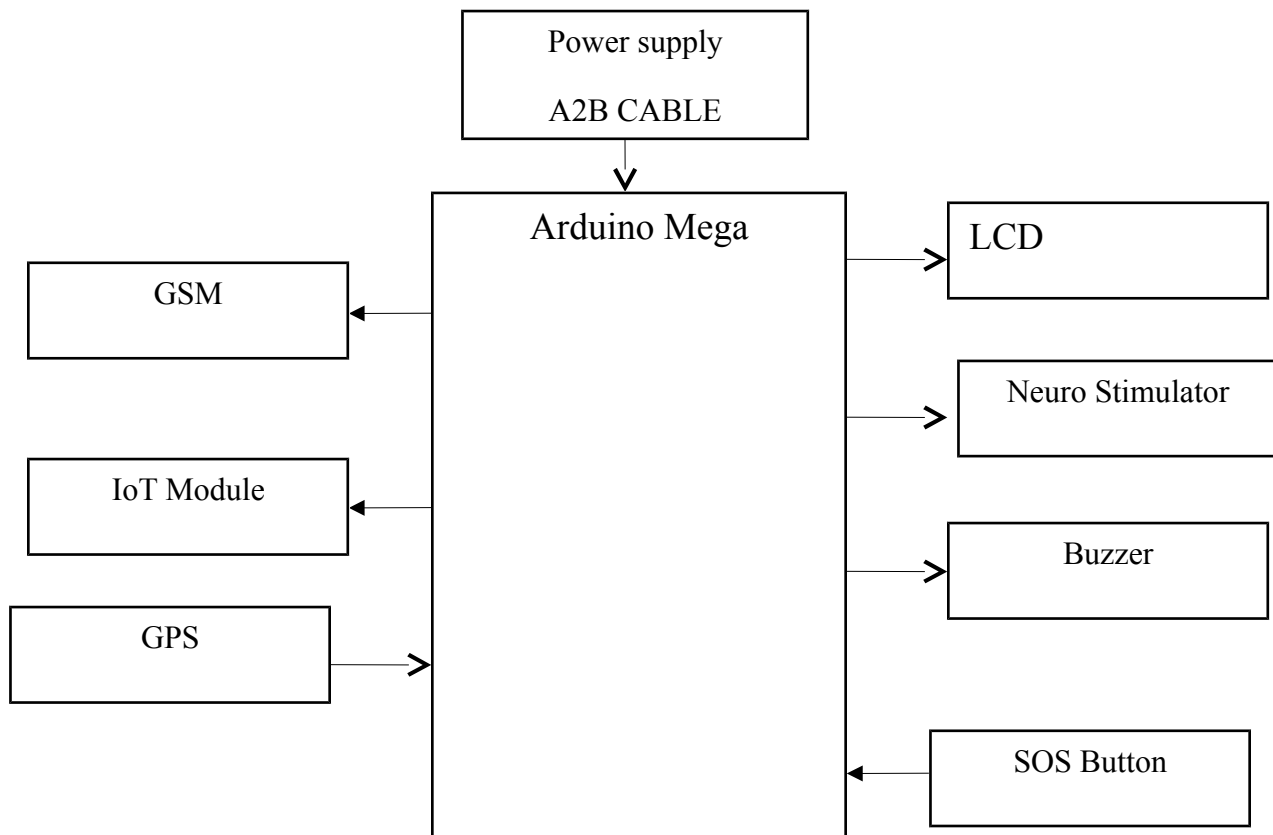 Power supply
A2B CABLE
Arduino Mega
LCD
GSM
Neuro Stimulator
IoT Module
Buzzer
GPS
SOS Button